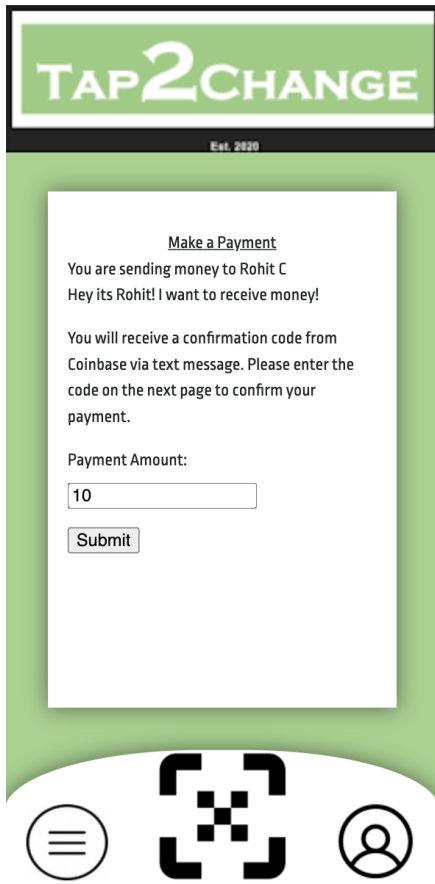 TAP2CHANGE
Est. 2020
Make a Payment
You are sending money to Rohit C
Hey its Rohit! I want to receive money!
You will receive a confirmation code from
Coinbase via text message. Please enter the
code on the next page to confirm your
payment.
Payment Amount:
10
Submit